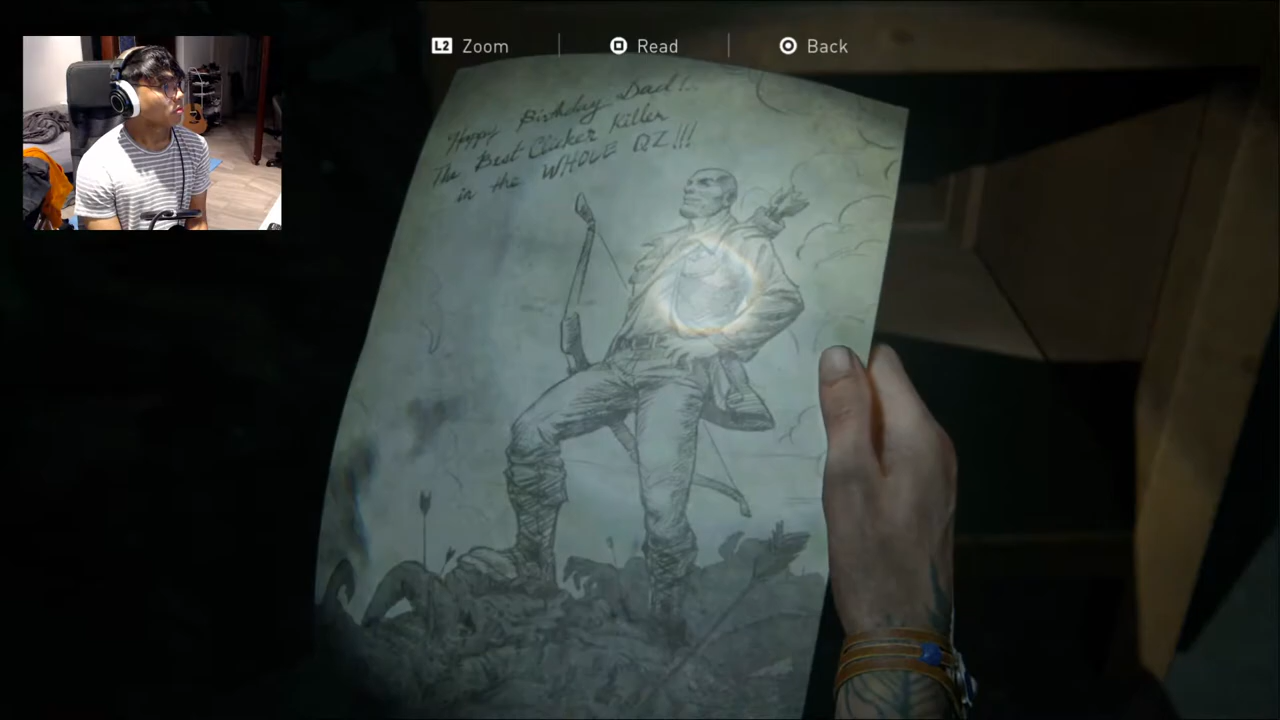 L2 Zoom Read Back
Happy Birthday Dad!
The Best Clicker Killer
in the WHOLE QZ!!!